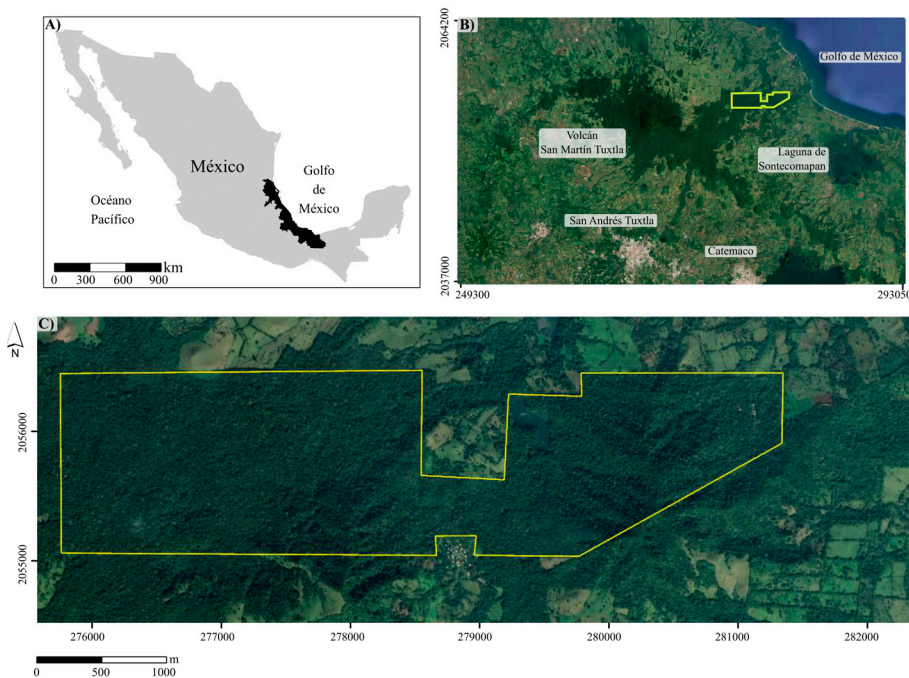 A)
México
Golfo
de
México
Océano
Pacífico
km
0 300 600 900
B)
2064200
2037000
Golfo de México
Volcán
San Martín Tuxtla
Laguna de
Sontecomapan
San Andrés Tuxtla
Catemaco
249300
293050
C)
N
2056000
2055000
276000 277000 278000 279000 280000 281000 282000
m
0 500 1000